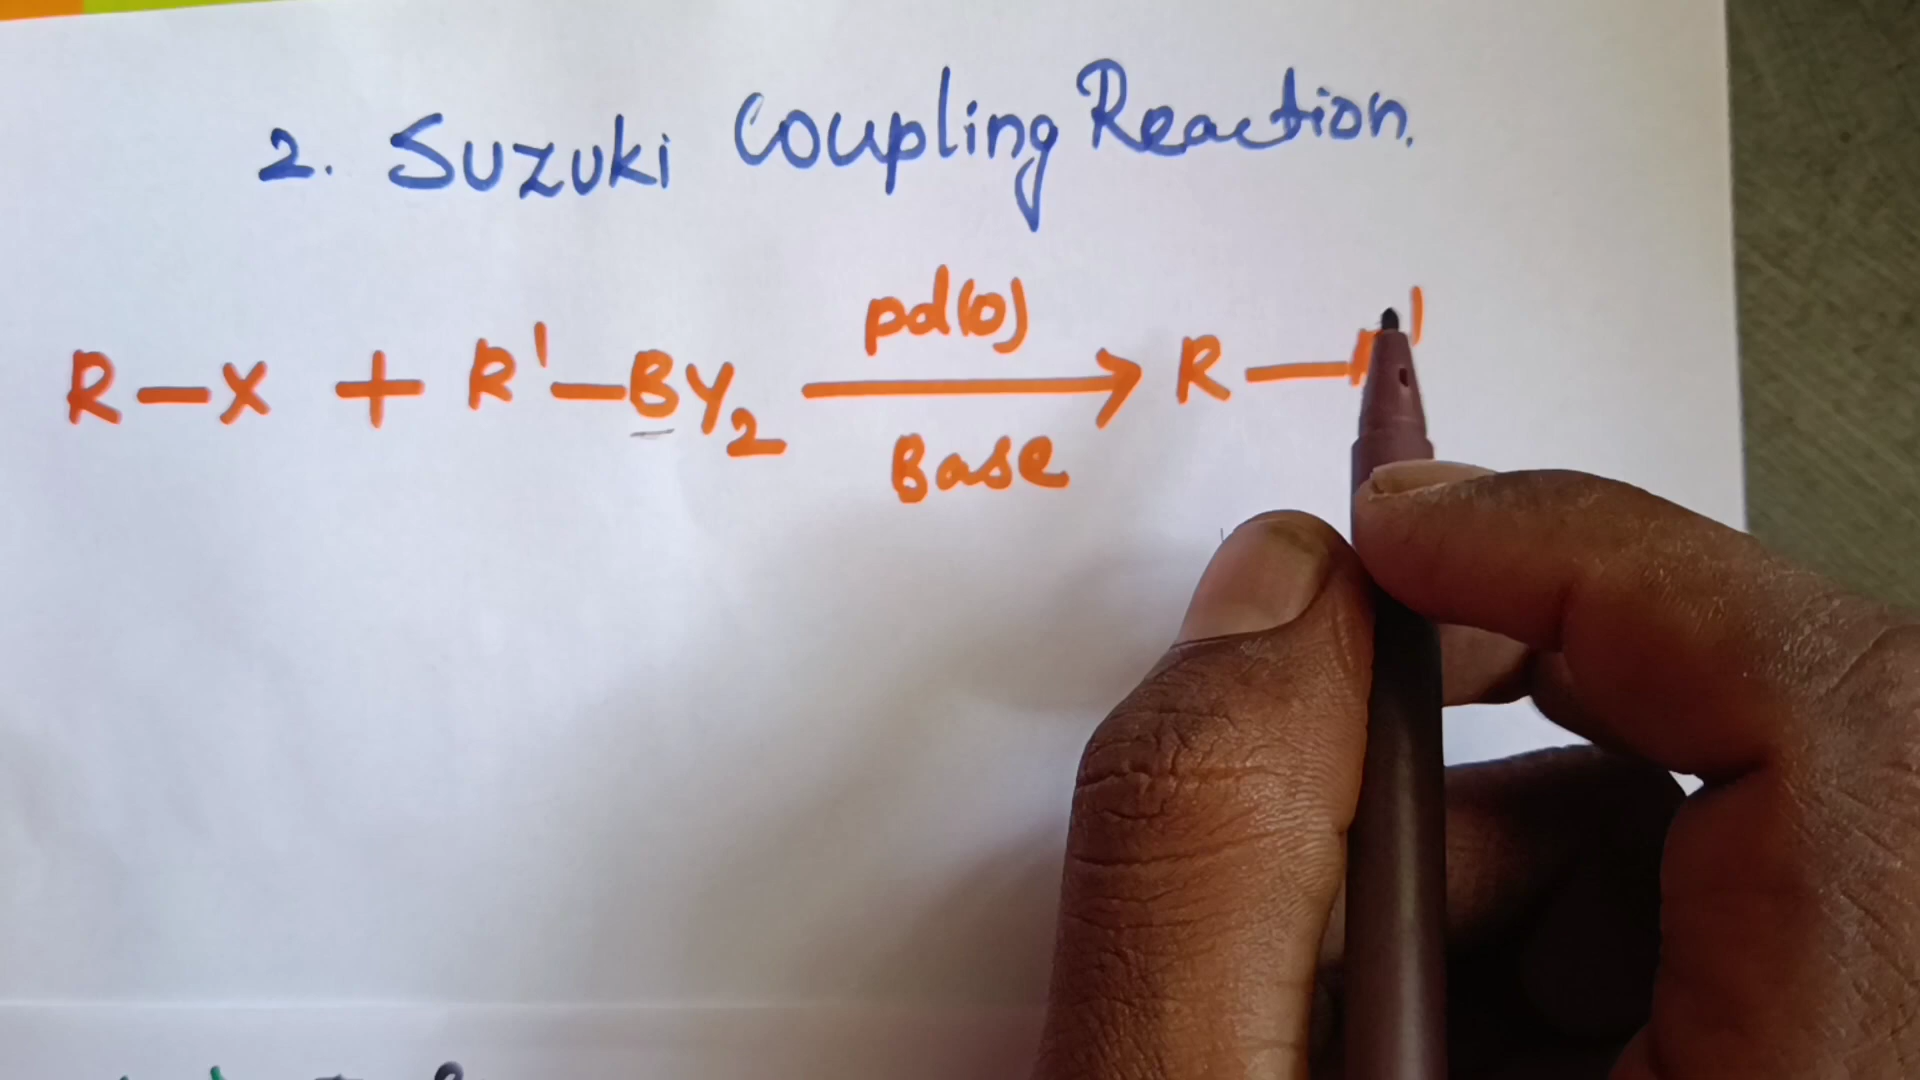 2. Suzuki Coupling Reaction.
pd(0)
R-X + R'-BY2 → R-R'
Base